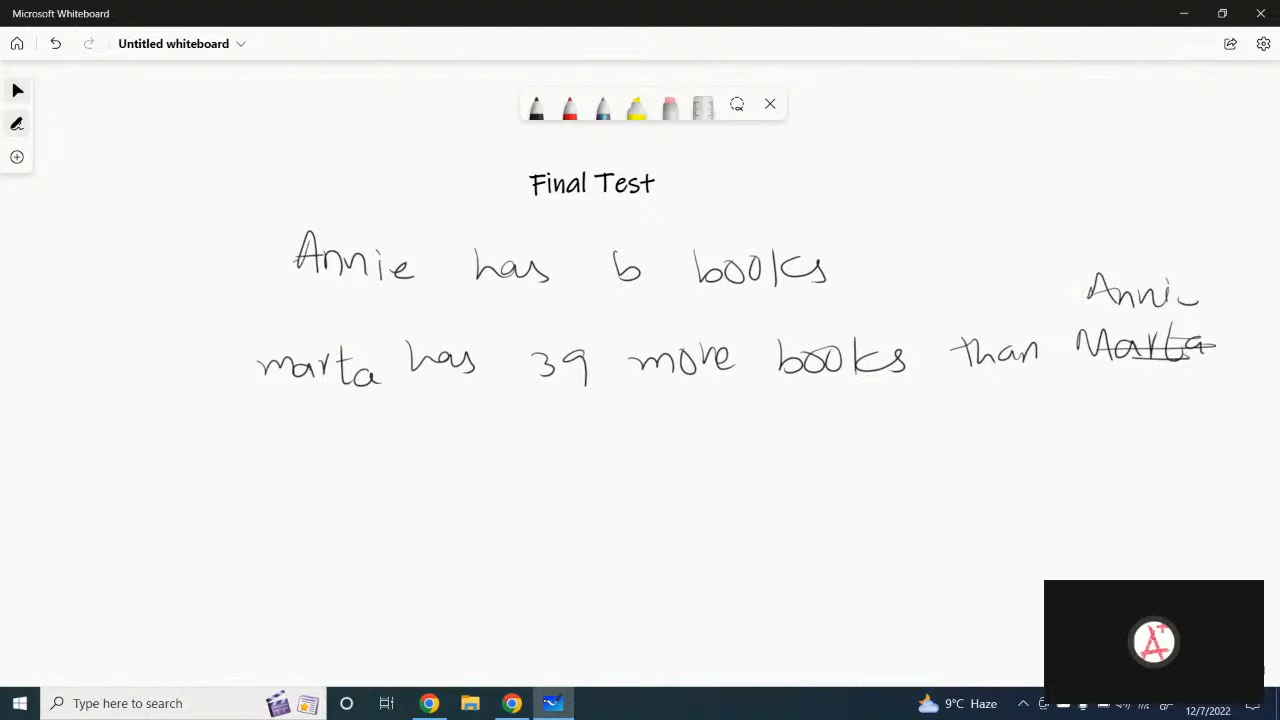 Microsoft Whiteboard
Untitled whiteboard
Final Test
Annie has 6 books
Annie
marta has 39 more books than Marta
A+
Type here to search
9°C Haze
12/7/2022